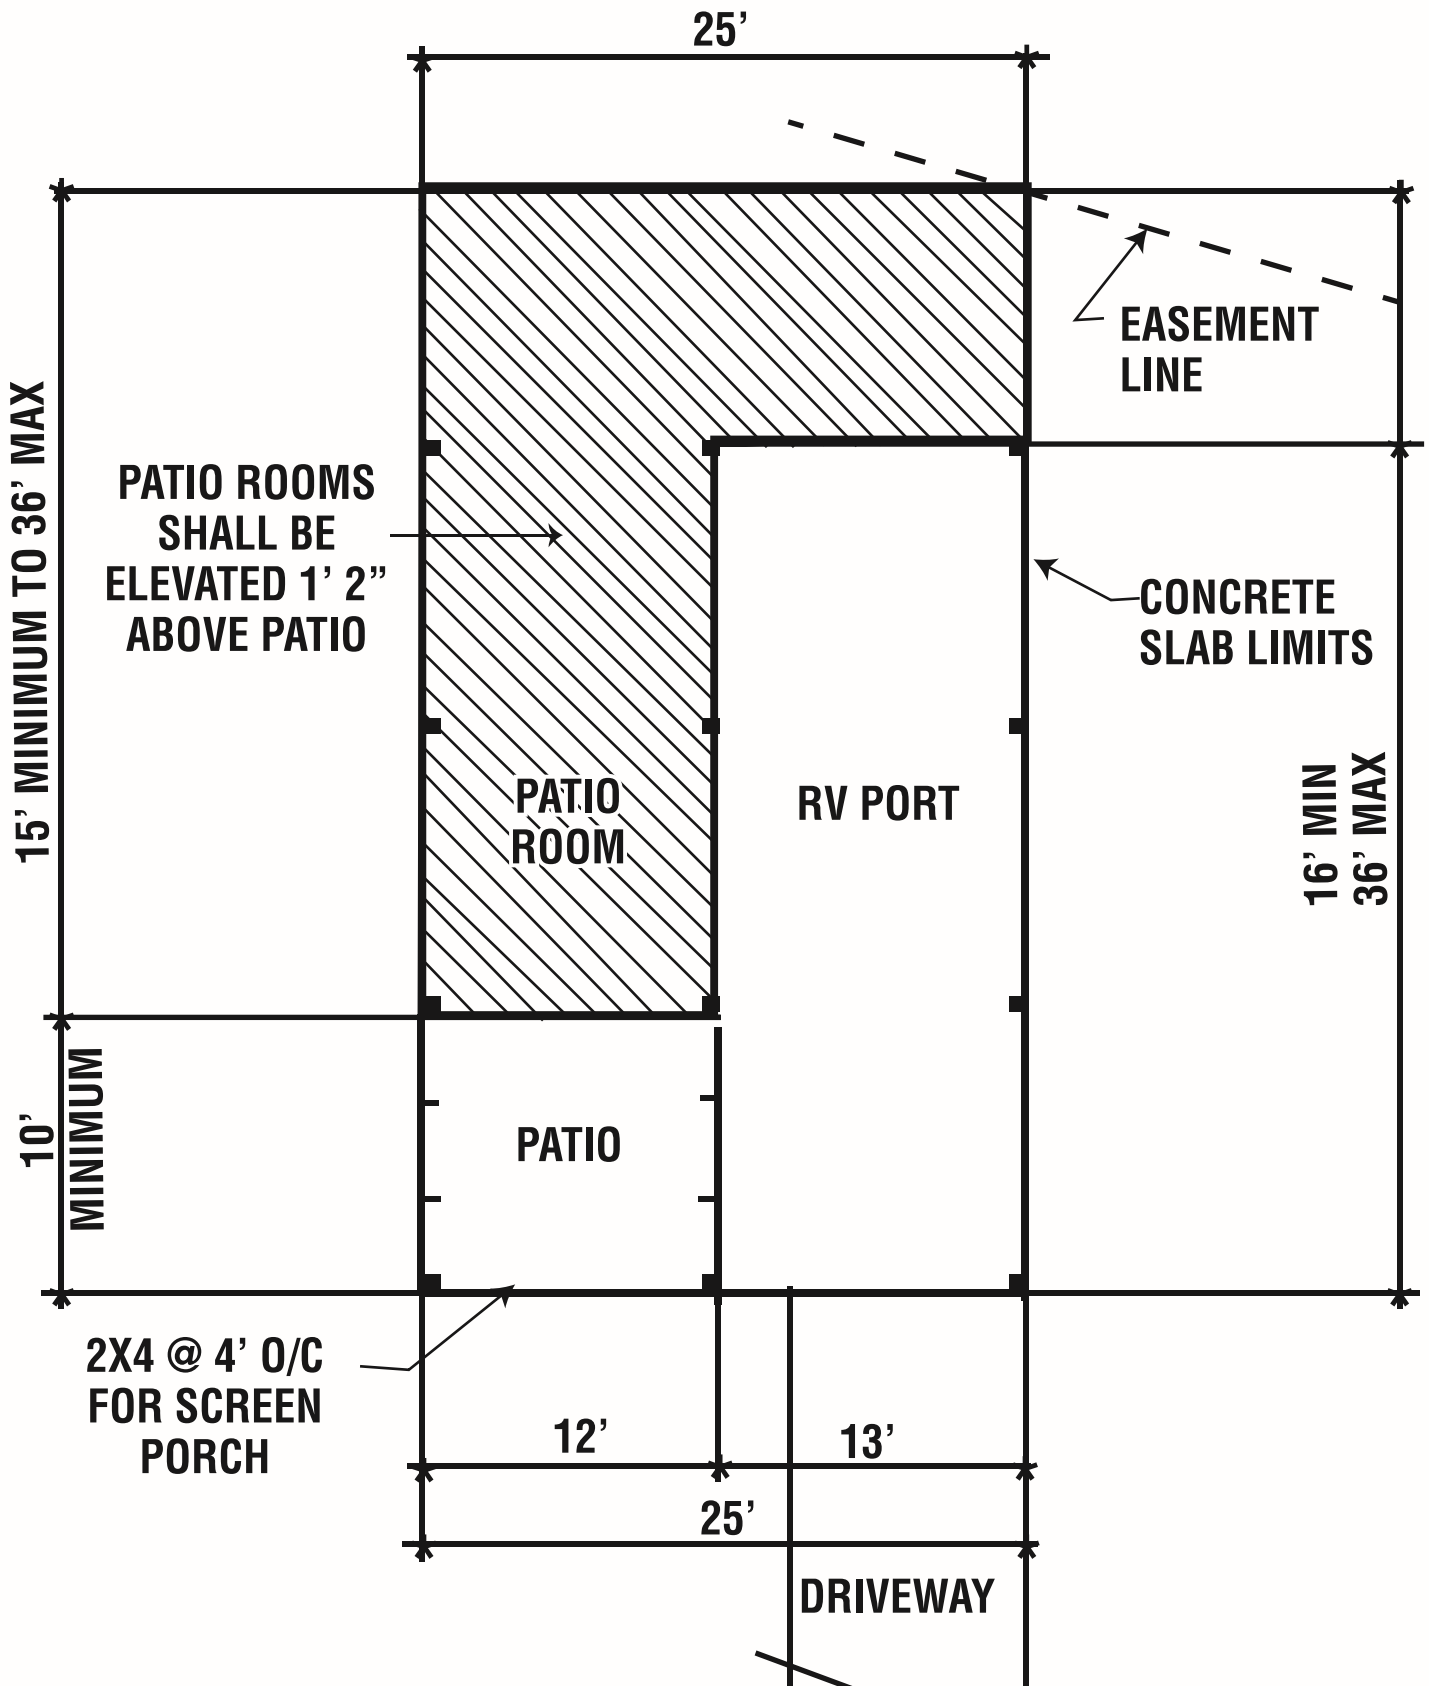 25’
EASEMENT
LINE
15’ MINIMUM TO 36’ MAX
PATIO ROOMS
SHALL BE
ELEVATED 1’ 2”
ABOVE PATIO
CONCRETE
SLAB LIMITS
PATIO
ROOM
RV PORT
16’ MIN
36’ MAX
10’
MINIMUM
PATIO
2X4 @ 4’ O/C
FOR SCREEN
PORCH
12’
13’
25’
DRIVEWAY